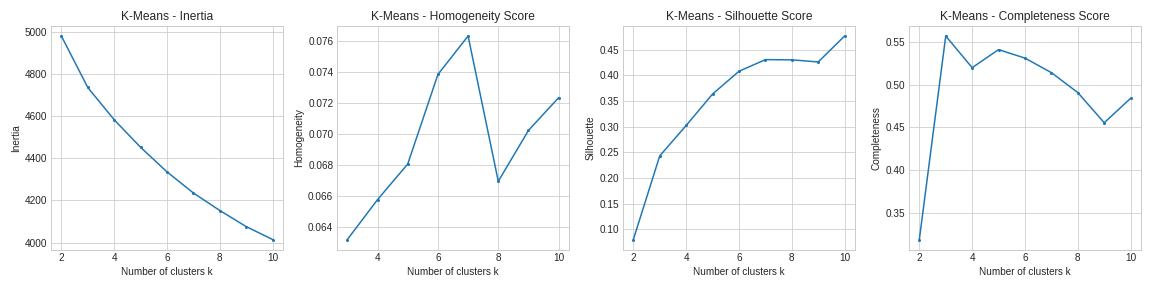 K-Means - Inertia
Inertia
5000
4800
4600
4400
4200
4000
2 4 6 8 10
Number of clusters k
K-Means - Homogeneity Score
Homogeneity
0.076
0.074
0.072
0.070
0.068
0.066
0.064
4 6 8 10
Number of clusters k
K-Means - Silhouette Score
Silhouette
0.45
0.40
0.35
0.30
0.25
0.20
0.15
0.10
2 4 6 8 10
Number of clusters k
K-Means - Completeness Score
Completeness
0.55
0.50
0.45
0.40
0.35
2 4 6 8 10
Number of clusters k